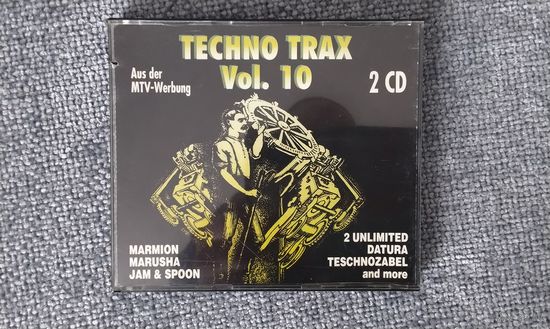 TECHNO TRAX
Vol. 10
Aus der
MTV-Werbung
2 CD
MARMION
MARUSHA
JAM & SPOON
2 UNLIMITED
DATURA
TESCHNOZABEL
and more